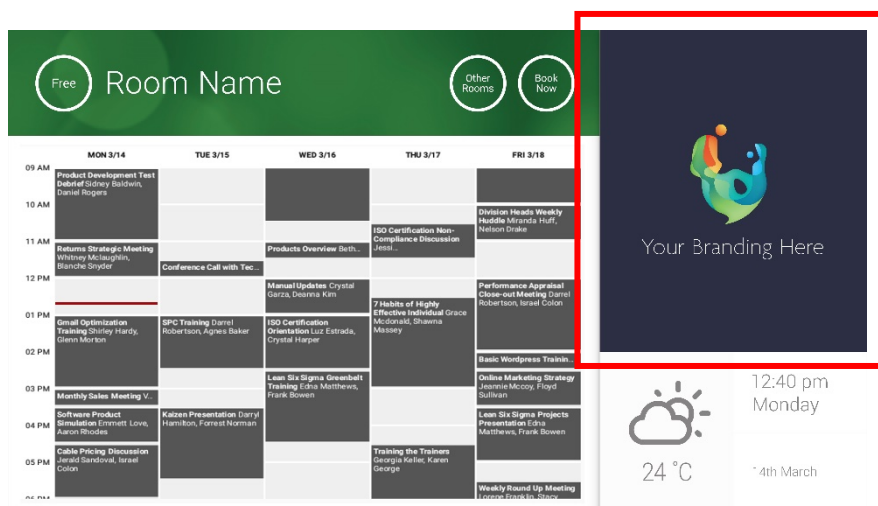 Free
Room Name
Other
Rooms
Book
Now
MON 3/14
TUE 3/15
WED 3/16
THU 3/17
FRI 3/18
09 AM
10 AM
11 AM
12 PM
01 PM
02 PM
03 PM
04 PM
05 PM
06 PM
Product Development Test
Debrief Sidney Baldwin,
Daniel Rogers
Returns Strategic Meeting
Whitney Mclaughlin,
Blanche Snyder
Gmail Optimization
Training Shirley Hardy,
Glenn Morton
Monthly Sales Meeting V...
Software Product
Simulation Emmett Love,
Aaron Rhodes
Cable Pricing Discussion
Jerald Sandoval, Israel
Colon
Conference Call with Tec...
SPC Training Darrel
Robertson, Agnes Baker
Kaizen Presentation Darryl
Hamilton, Forrest Norman
Products Overview Beth...
Manual Updates Crystal
Garza, Deanna Kim
ISO Certification
Orientation Luz Estrada,
Crystal Harper
Lean Six Sigma Greenbelt
Training Edna Matthews,
Frank Bowen
ISO Certification Non-
Compliance Discussion
Jessi...
7 Habits of Highly
Effective Individual Grace
Mcdonald, Shawna
Massey
Training the Trainers
Georgia Keller, Karen
George
Division Heads Weekly
Huddle Miranda Huff,
Nelson Drake
Performance Appraisal
Close-out Meeting Darrel
Robertson, Israel Colon
Basic Wordpress Trainin...
Online Marketing Strategy
Jeannie Mccoy, Floyd
Sullivan
Lean Six Sigma Projects
Presentation Edna
Matthews, Frank Bowen
Weekly Round Up Meeting
Lorene Franklin, Stacy
Your Branding Here
24 °C
12:40 pm
Monday
14th March